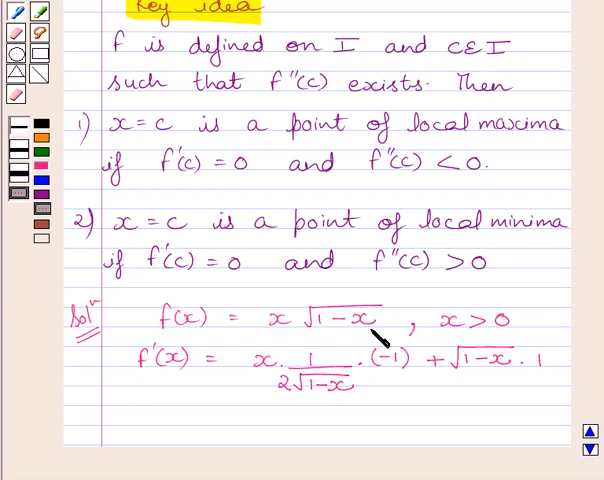 Key idea
f is defined on I and c∈I
such that f''(c) exists. Then
1) x = c is a point of local maxima
if f'(c) = 0 and f''(c) < 0.
2) x = c is a point of local minima
if f'(c) = 0 and f''(c) > 0
Solⁿ f(x) = x √(1-x) , x > 0
f'(x) = x · 1/(2√(1-x)) · (-1) + √(1-x) · 1